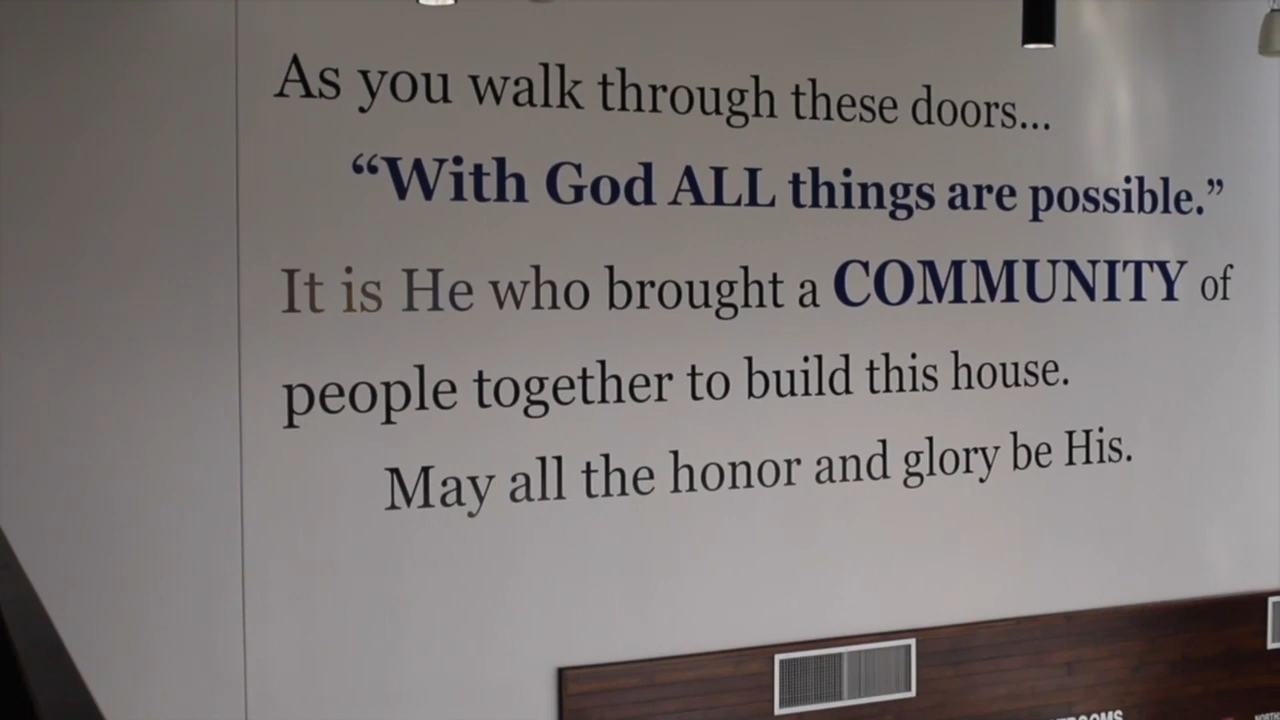 As you walk through these doors...
“With God ALL things are possible.”
It is He who brought a COMMUNITY of
people together to build this house.
May all the honor and glory be His.